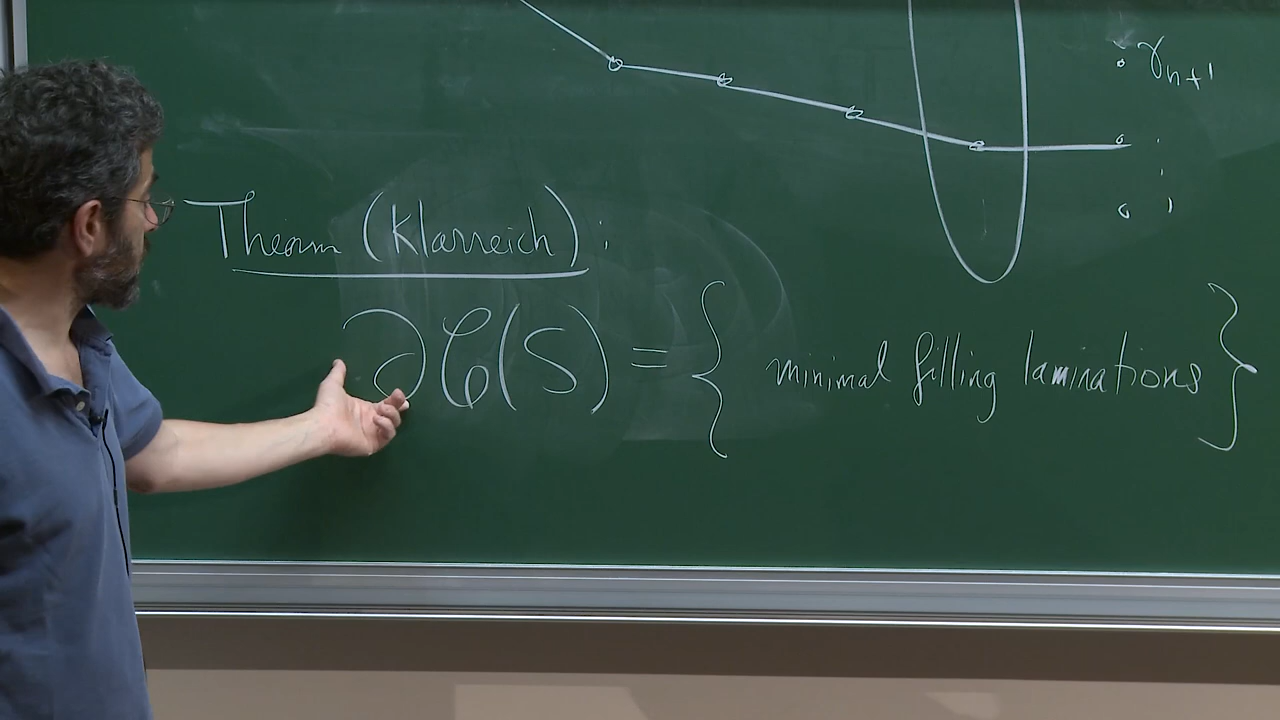 γₙ₊₁
Theorm (Klarreich) :
∂𝒞(S) = { minimal filling laminations }